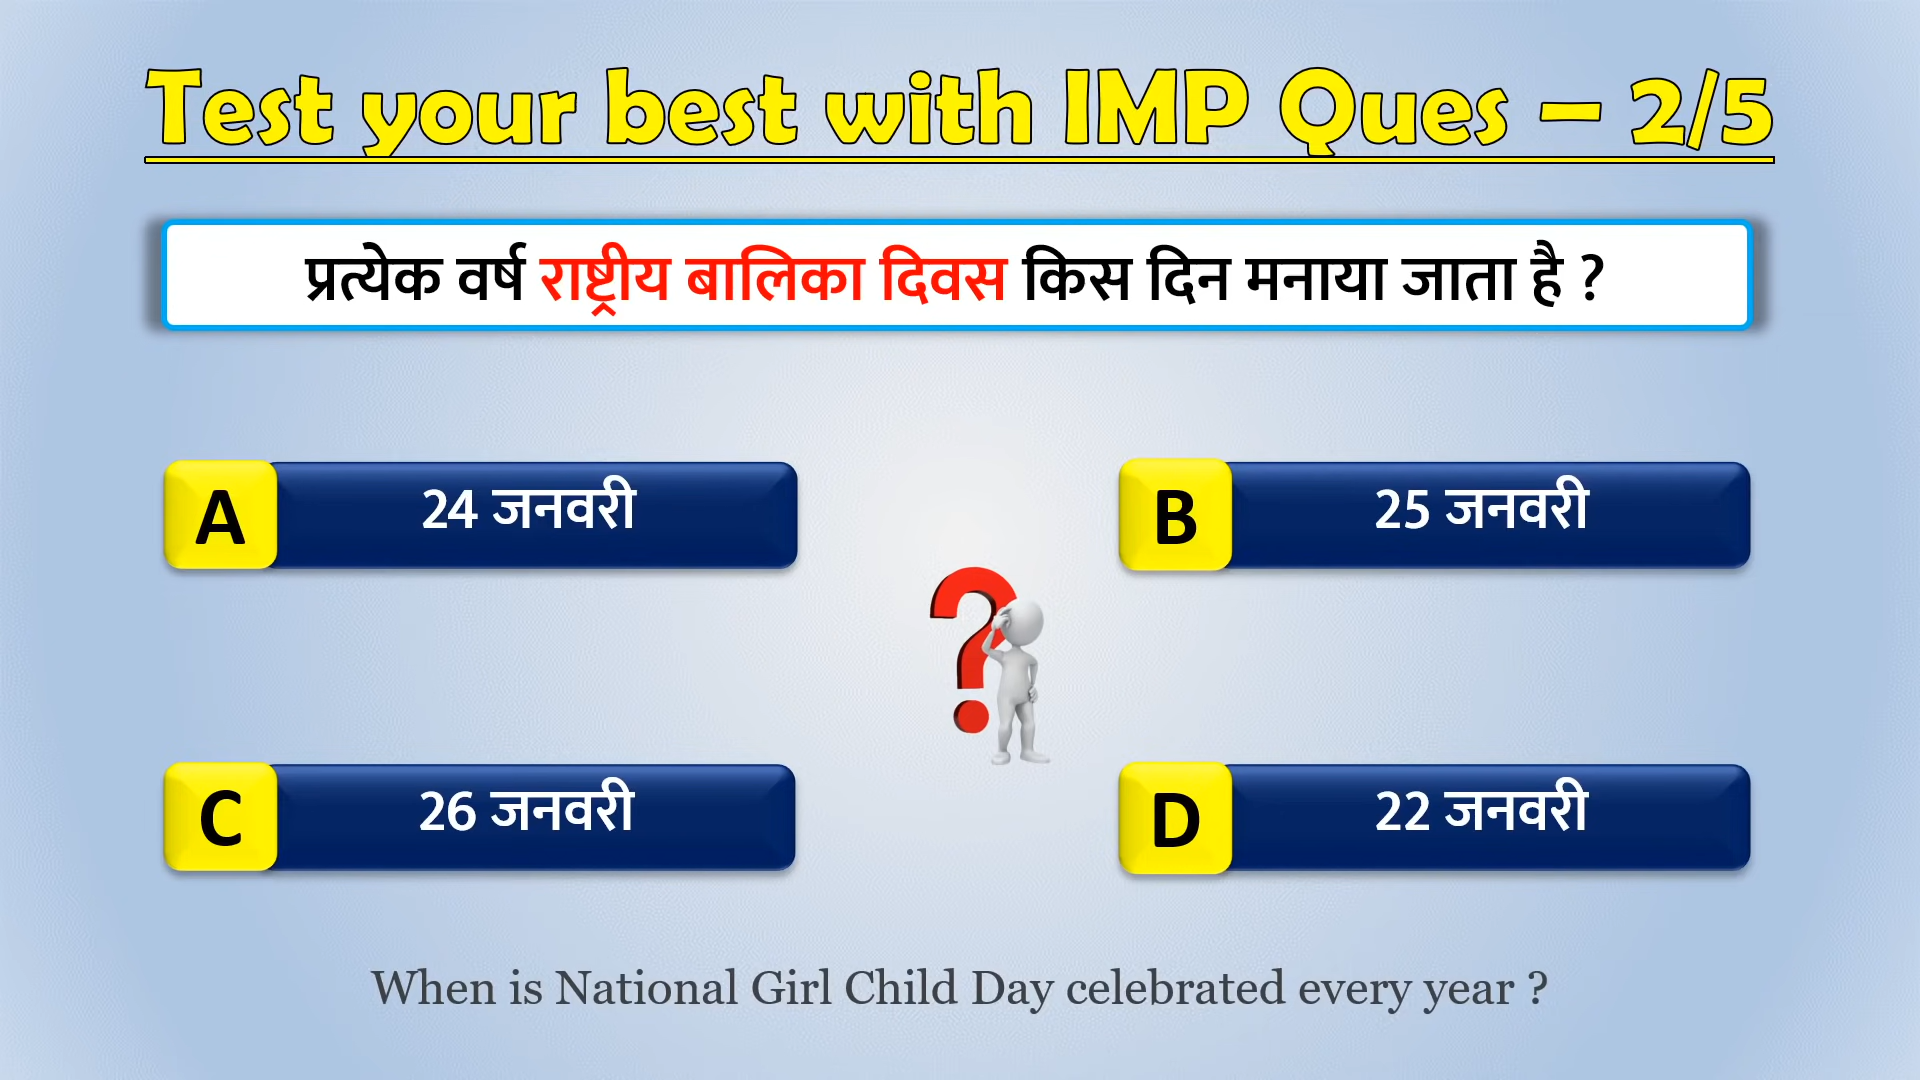 Test your best with IMP Ques – 2/5
प्रत्येक वर्ष राष्ट्रीय बालिका दिवस किस दिन मनाया जाता है ?
A 24 जनवरी
B 25 जनवरी
C 26 जनवरी
D 22 जनवरी
When is National Girl Child Day celebrated every year ?